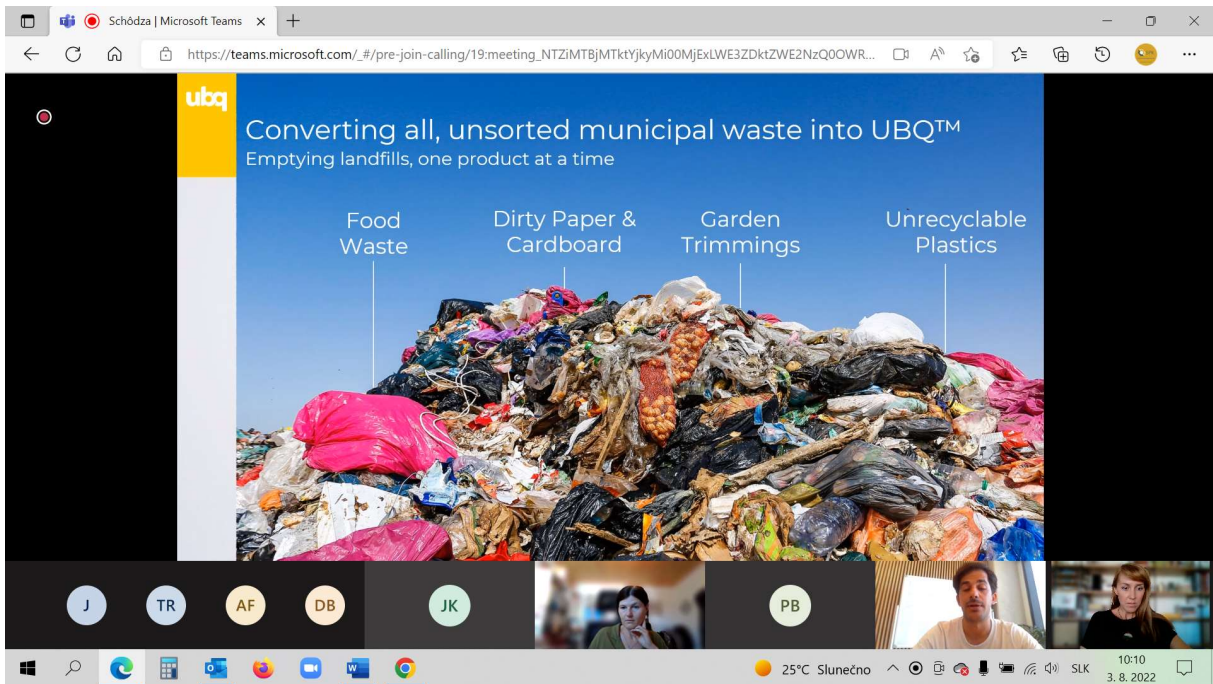 Schôdza | Microsoft Teams
https://teams.microsoft.com/_#/pre-join-calling/19:meeting_NTZiMTBjMTktYjkyMi00MjExLWE3ZDktZWE2NzQ0OWR...
ubq
Converting all, unsorted municipal waste into UBQ™
Emptying landfills, one product at a time
Food
Waste
Dirty Paper &
Cardboard
Garden
Trimmings
Unrecyclable
Plastics
J
TR
AF
DB
JK
PB
25°C Slunečno
SLK
10:10
3. 8. 2022